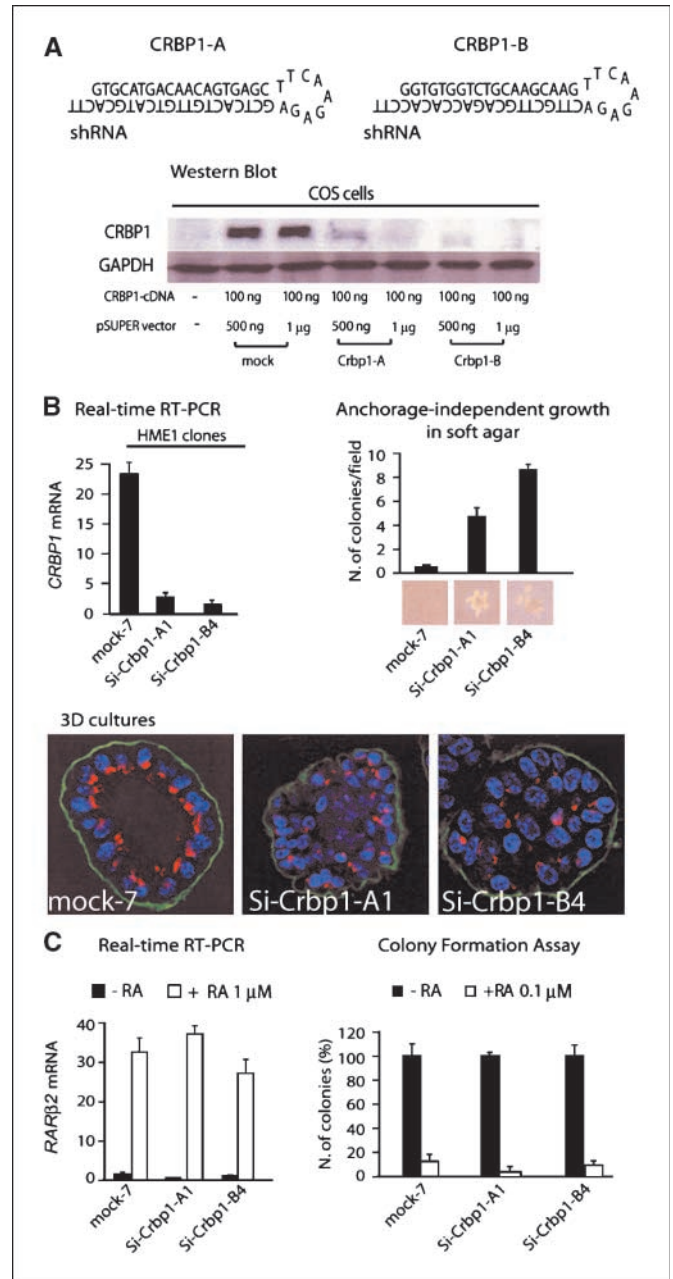 A
CRBP1-A
GTGCATGACAACAGTGAGC TTCAAGAGA
GCTCACTGTTGTCATGCACTT
shRNA
CRBP1-B
GGTGTGGTCTGCAAGCAAG TTCAAGAGA
CTTGCTTGCAGACCACACCTT
shRNA
Western Blot
COS cells
CRBP1
GAPDH
CRBP1-cDNA - 100 ng 100 ng 100 ng 100 ng 100 ng 100 ng
pSUPER vector - 500 ng 1 µg 500 ng 1 µg 500 ng 1 µg
mock Crbp1-A Crbp1-B
B
Real-time RT-PCR
HME1 clones
CRBP1 mRNA
25
20
15
10
5
0
mock-7
Si-Crbp1-A1
Si-Crbp1-B4
Anchorage-independent growth
in soft agar
N. of colonies/field
10
8
6
4
2
0
mock-7
Si-Crbp1-A1
Si-Crbp1-B4
3D cultures
mock-7
Si-Crbp1-A1
Si-Crbp1-B4
C
Real-time RT-PCR
- RA + RA 1 µM
RARβ2 mRNA
40
30
20
10
0
mock-7
Si-Crbp1-A1
Si-Crbp1-B4
Colony Formation Assay
- RA +RA 0.1 µM
N. of colonies (%)
120
100
80
60
40
20
0
mock-7
Si-Crbp1-A1
Si-Crbp1-B4